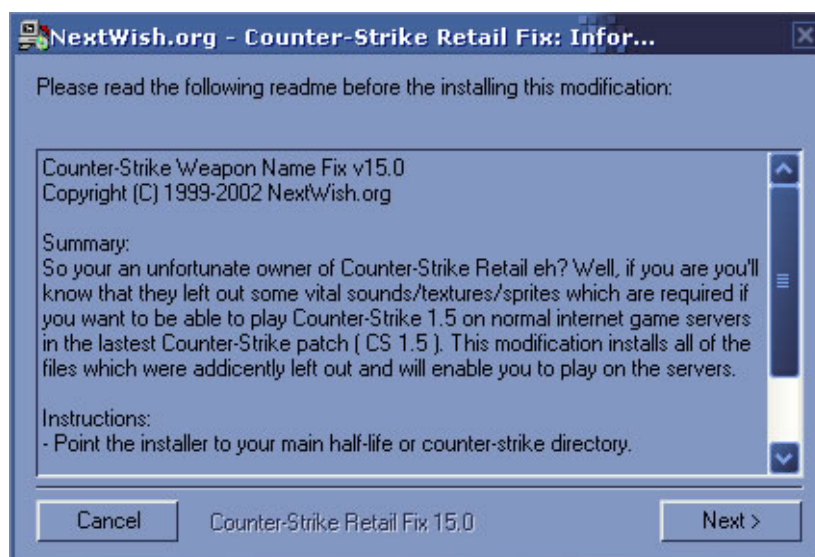 NextWish.org - Counter-Strike Retail Fix: Infor...
Please read the following readme before the installing this modification:
Counter-Strike Weapon Name Fix v15.0
Copyright (C) 1999-2002 NextWish.org
Summary:
So your an unfortunate owner of Counter-Strike Retail eh? Well, if you are you'll
know that they left out some vital sounds/textures/sprites which are required if
you want to be able to play Counter-Strike 1.5 on normal internet game servers
in the lastest Counter-Strike patch ( CS 1.5 ). This modification installs all of the
files which were addicently left out and will enable you to play on the servers.
Instructions:
- Point the installer to your main half-life or counter-strike directory.
Cancel
Counter-Strike Retail Fix 15.0
Next >